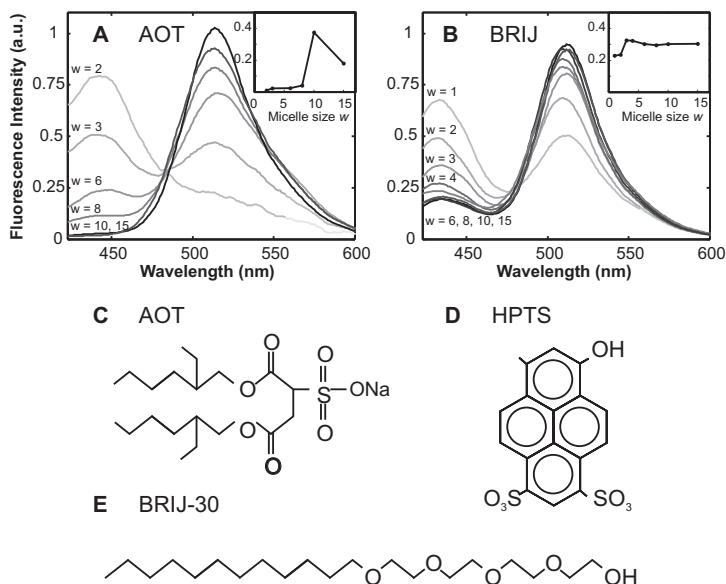 A AOT
Fluorescence Intensity (a.u.)
1
0.75
0.5
0.25
0
w = 2
w = 3
w = 6
w = 8
w = 10, 15
450
500
550
600
Wavelength (nm)
0.4
0.2
0
5
10
15
Micelle size w
B BRIJ
1
0.75
0.5
0.25
0
w = 1
w = 2
w = 3
w = 4
w = 6, 8, 10, 15
450
500
550
600
Wavelength (nm)
0.4
0.2
0
5
10
15
Micelle size w
C AOT
O
O
O
S
ONa
O
O
O
D HPTS
OH
O3S
SO3
E BRIJ-30
O
O
O
O
OH